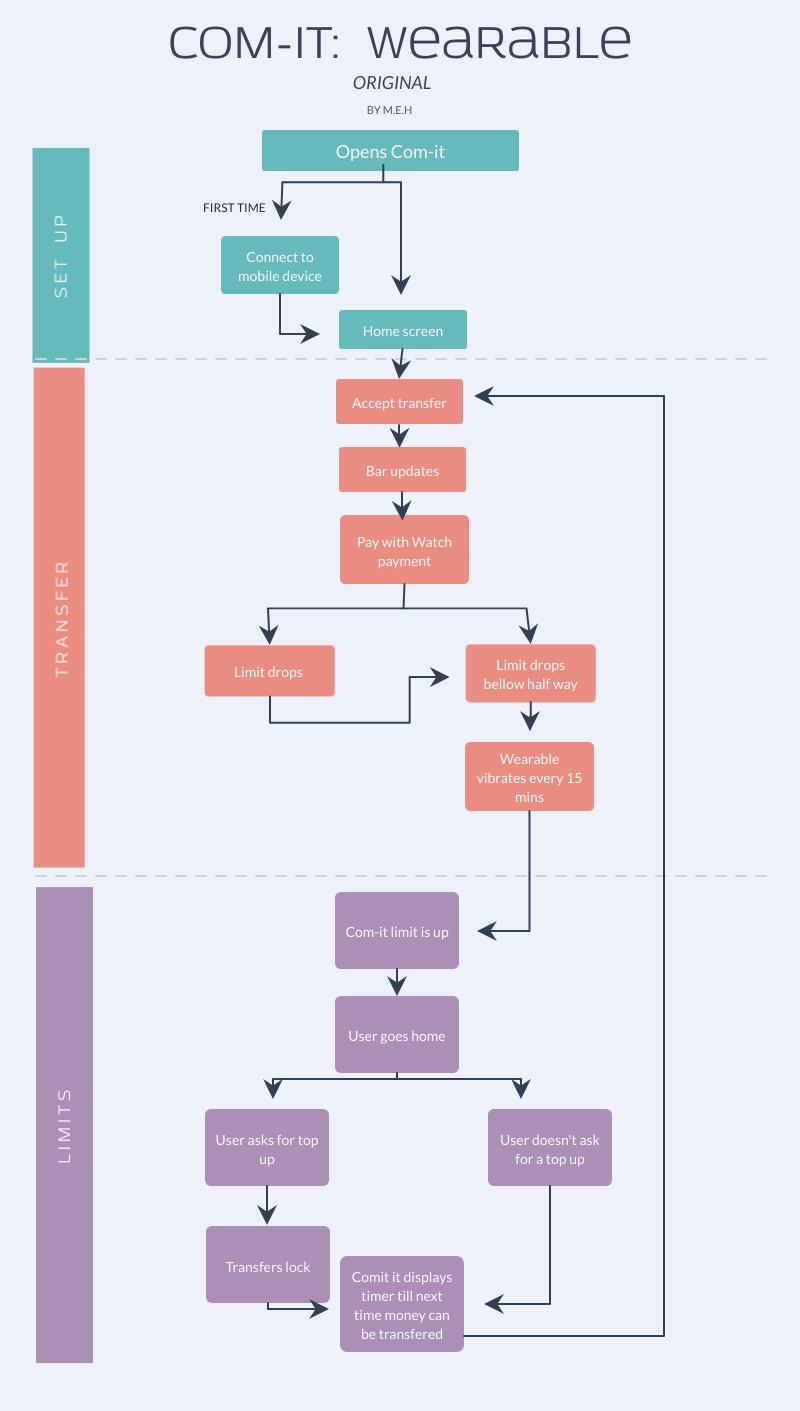 COM-IT: WEARABLE
ORIGINAL
BY M.E.H
Opens Com-it
SET UP
FIRST TIME
Connect to
mobile device
Home screen
TRANSFER
Accept transfer
Bar updates
Pay with Watch
payment
Limit drops
Limit drops
bellow half way
Wearable
vibrates every 15
mins
LIMITS
Com-it limit is up
User goes home
User asks for top
up
User doesn't ask
for a top up
Transfers lock
Comit it displays
timer till next
time money can
be transfered